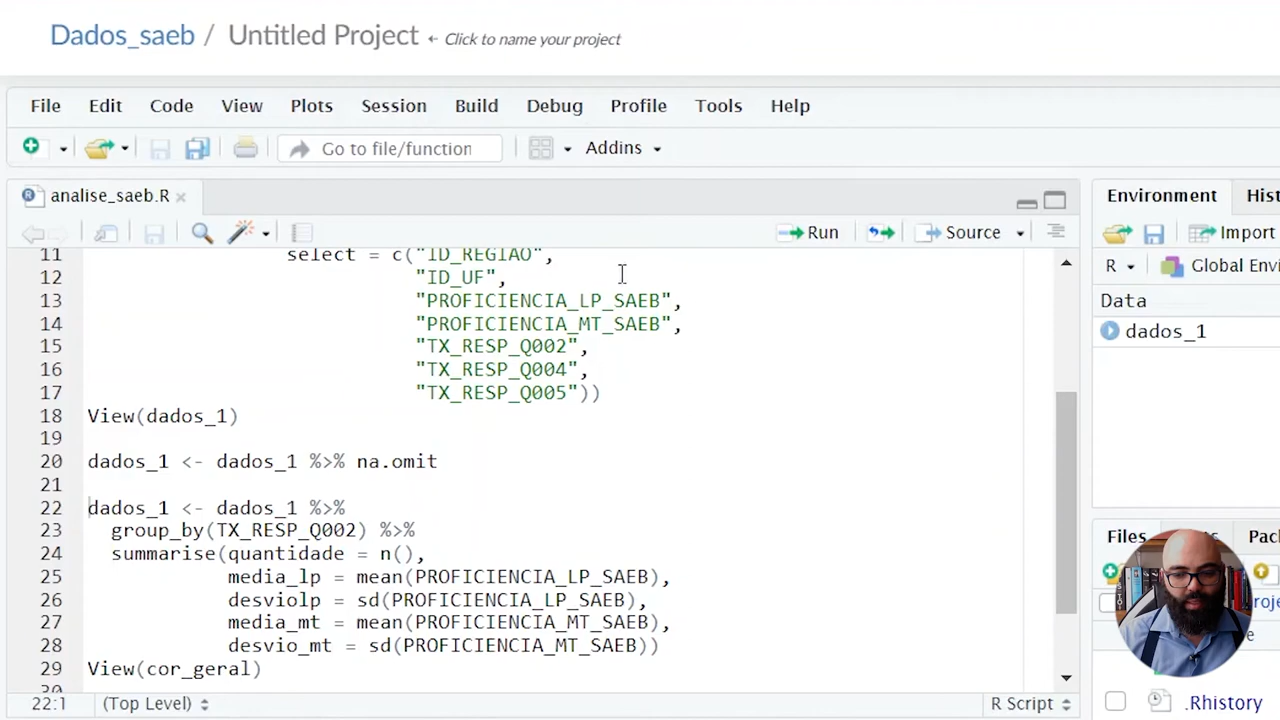 Dados_saeb / Untitled Project ← Click to name your project
File Edit Code View Plots Session Build Debug Profile Tools Help
Go to file/function Addins
analise_saeb.R
Run Source
11 select = c("ID_REGIAO",
12 "ID_UF",
13 "PROFICIENCIA_LP_SAEB",
14 "PROFICIENCIA_MT_SAEB",
15 "TX_RESP_Q002",
16 "TX_RESP_Q004",
17 "TX_RESP_Q005"))
18 View(dados_1)
19
20 dados_1 <- dados_1 %>% na.omit
21
22 dados_1 <- dados_1 %>%
23 group_by(TX_RESP_Q002) %>%
24 summarise(quantidade = n(),
25 media_lp = mean(PROFICIENCIA_LP_SAEB),
26 desviolp = sd(PROFICIENCIA_LP_SAEB),
27 media_mt = mean(PROFICIENCIA_MT_SAEB),
28 desvio_mt = sd(PROFICIENCIA_MT_SAEB))
29 View(cor_geral)
30
22:1 (Top Level) R Script
Environment Hist
Import
R Global Envi
Data
dados_1
Files Pac
roje
e
.Rhistory